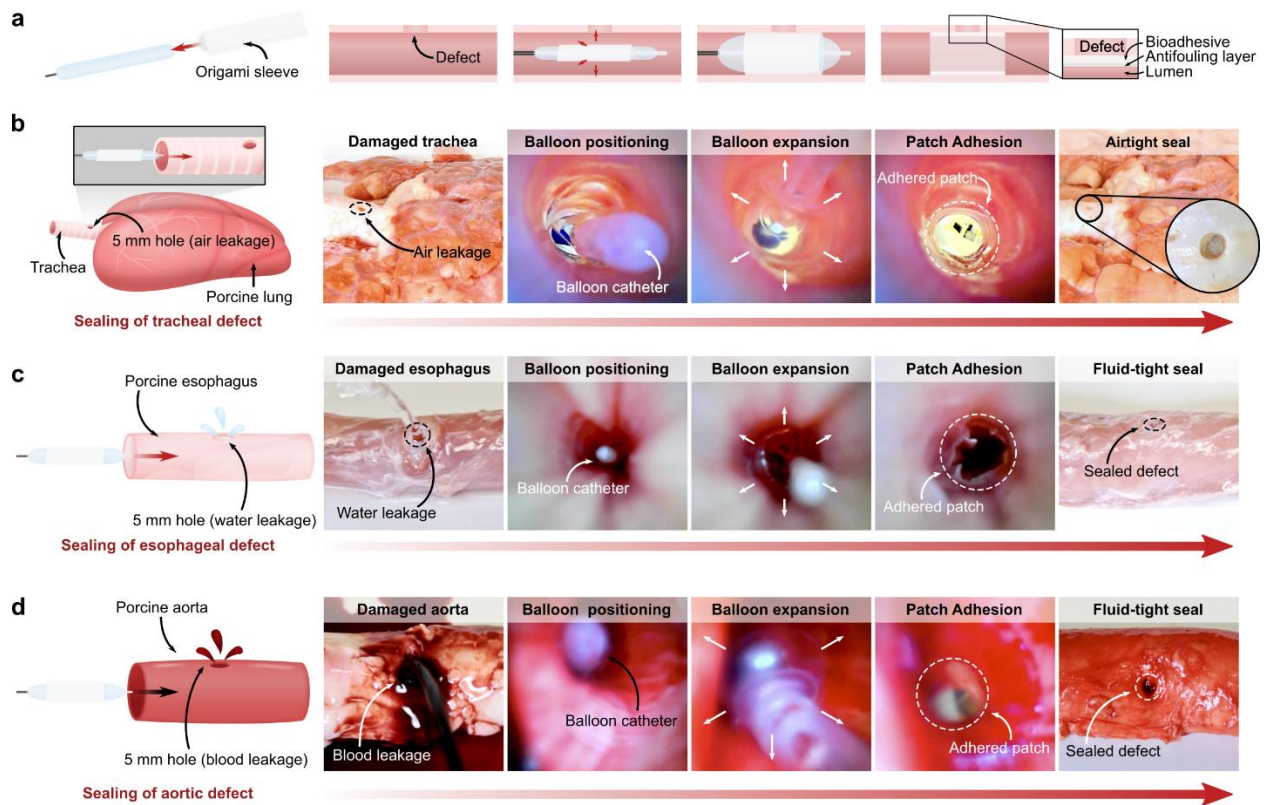 a
Origami sleeve
Defect
Defect
Bioadhesive
Antifouling layer
Lumen
b
5 mm hole (air leakage)
Trachea
Porcine lung
Sealing of tracheal defect
Damaged trachea
Air leakage
Balloon positioning
Balloon catheter
Balloon expansion
Patch Adhesion
Adhered patch
Airtight seal
c
Porcine esophagus
5 mm hole (water leakage)
Sealing of esophageal defect
Damaged esophagus
Water leakage
Balloon positioning
Balloon catheter
Balloon expansion
Patch Adhesion
Adhered patch
Fluid-tight seal
Sealed defect
d
Porcine aorta
5 mm hole (blood leakage)
Sealing of aortic defect
Damaged aorta
Blood leakage
Balloon positioning
Balloon catheter
Balloon expansion
Patch Adhesion
Adhered patch
Fluid-tight seal
Sealed defect